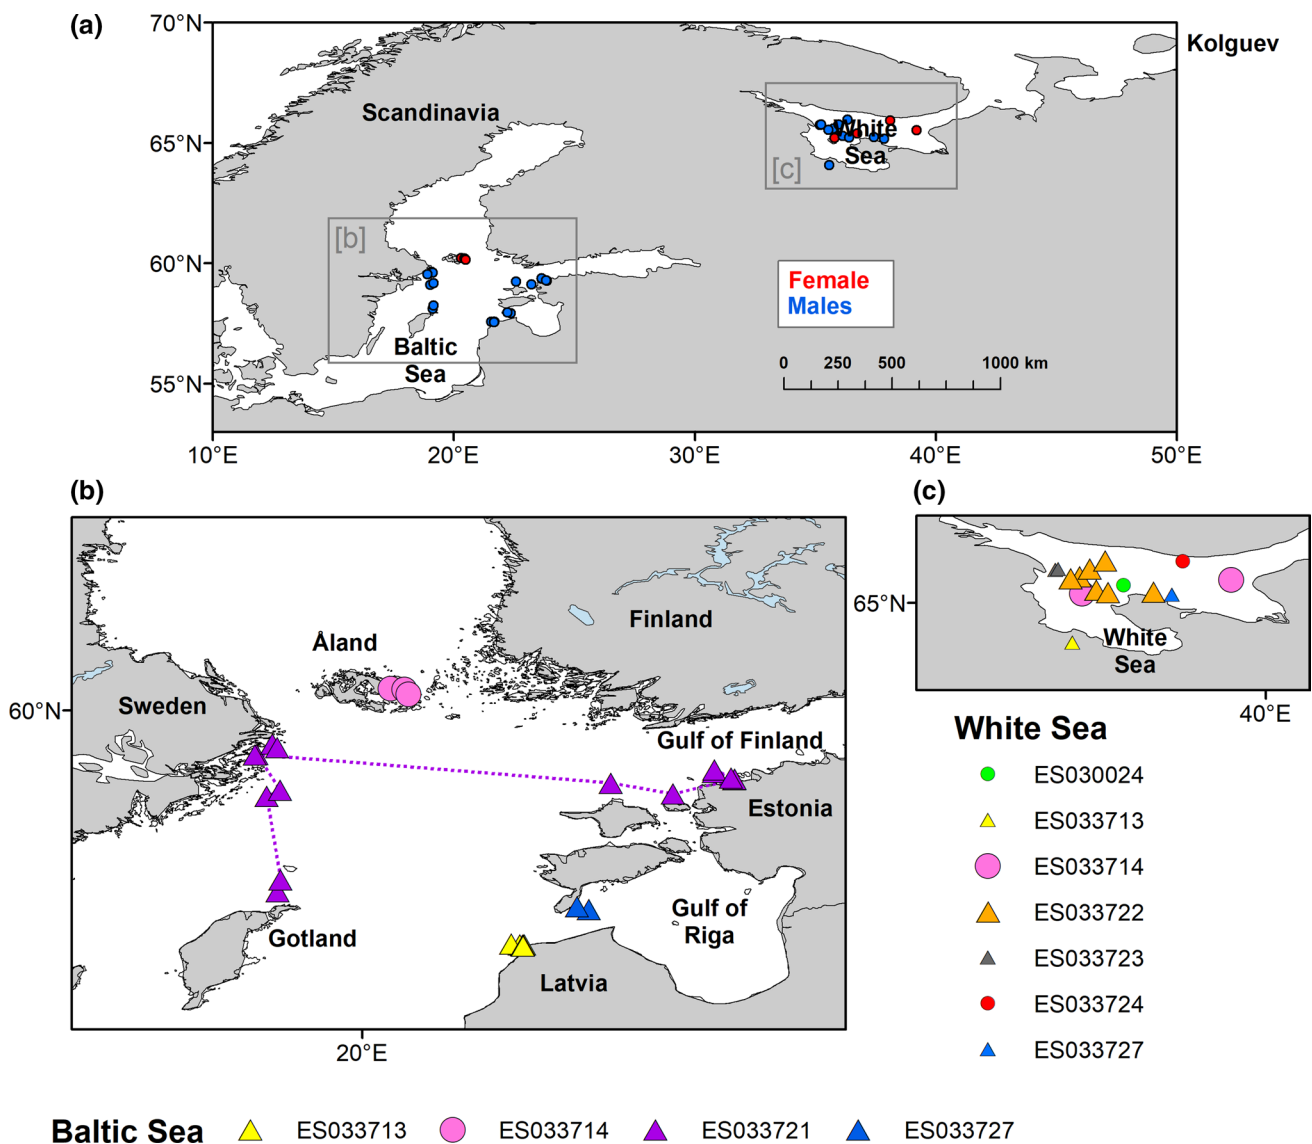 (a)
70°N
65°N
60°N
55°N
10°E
20°E
30°E
40°E
50°E
Kolguev
Scandinavia
White
Sea
[c]
[b]
Baltic
Sea
Female
Males
0 250 500 1000 km
(b)
60°N
20°E
Åland
Finland
Sweden
Gulf of Finland
Estonia
Gulf of
Riga
Gotland
Latvia
(c)
65°N
40°E
White
Sea
White Sea
ES030024
ES033713
ES033714
ES033722
ES033723
ES033724
ES033727
Baltic Sea ES033713 ES033714 ES033721 ES033727